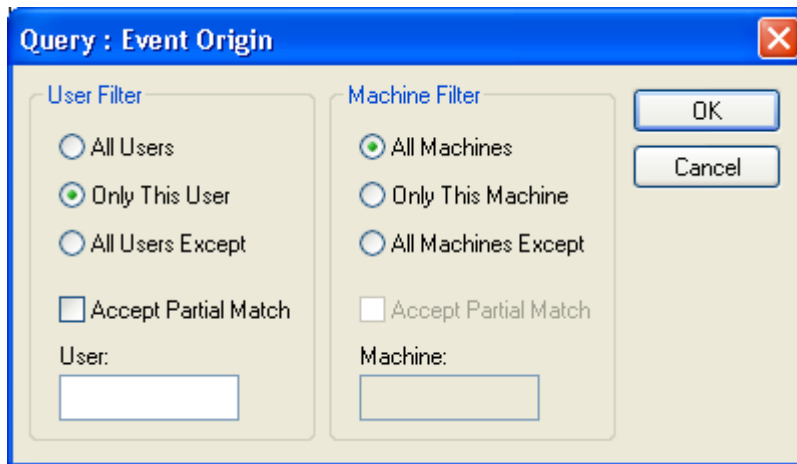 Query : Event Origin
User Filter
All Users
Only This User
All Users Except
Accept Partial Match
User:
Machine Filter
All Machines
Only This Machine
All Machines Except
Accept Partial Match
Machine:
OK
Cancel